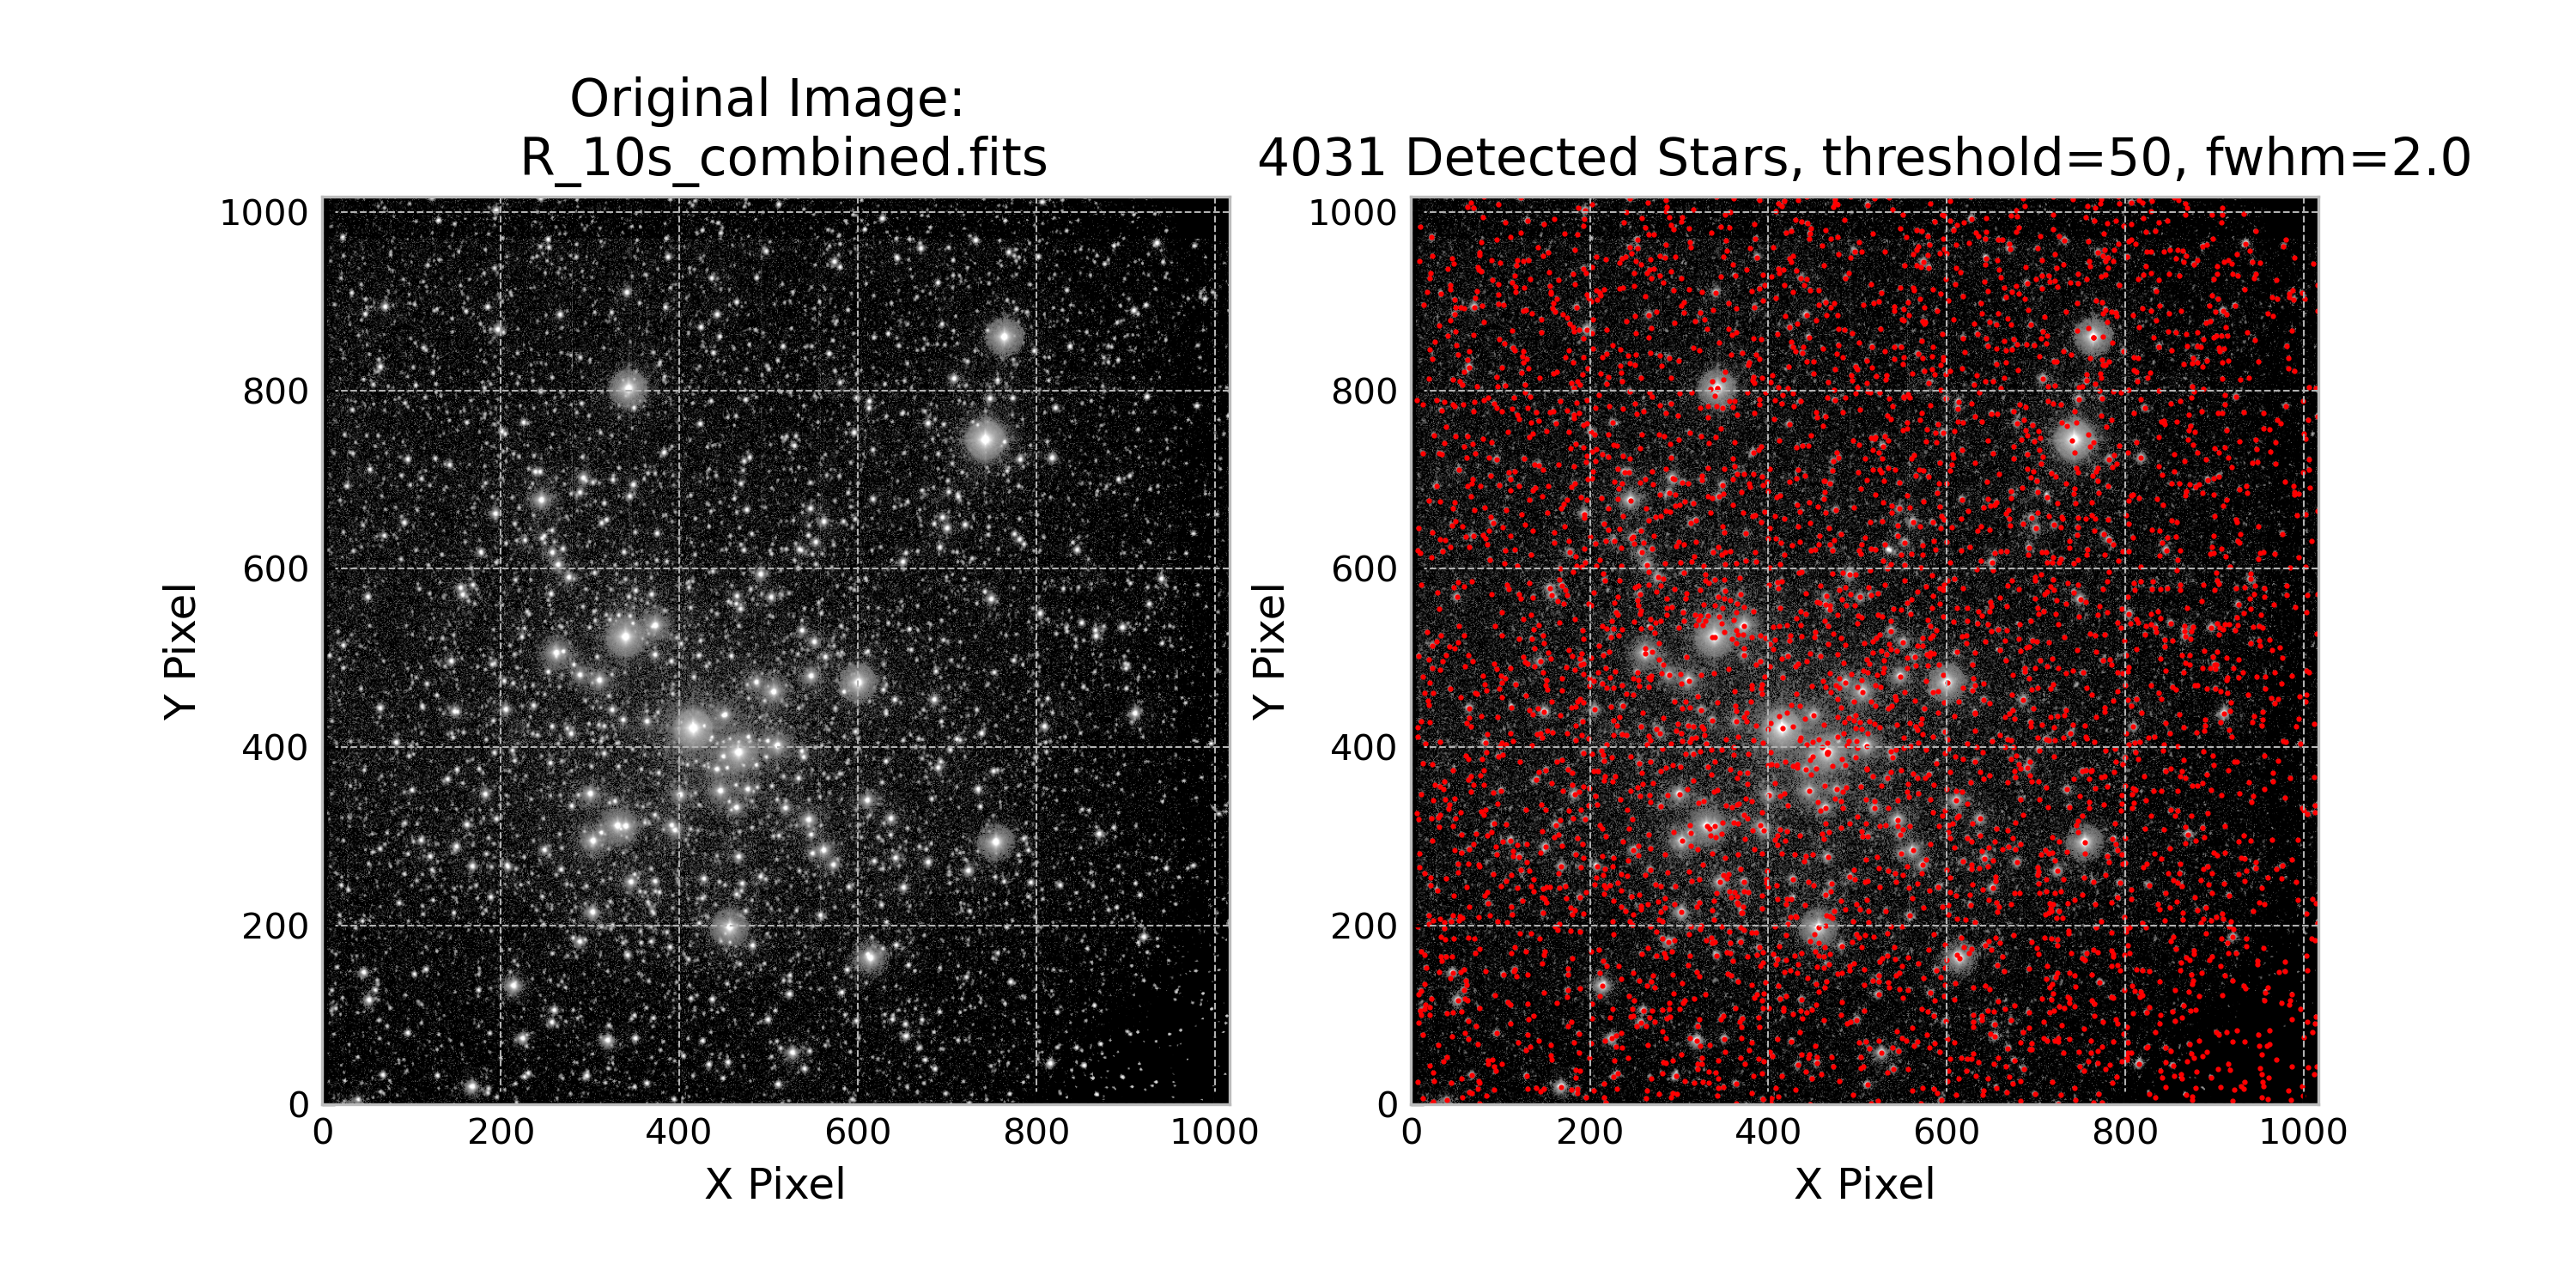 Original Image:
R_10s_combined.fits
1000
800
600
400
200
0
Y Pixel
0 200 400 600 800 1000
X Pixel
4031 Detected Stars, threshold=50, fwhm=2.0
1000
800
600
400
200
0
Y Pixel
0 200 400 600 800 1000
X Pixel